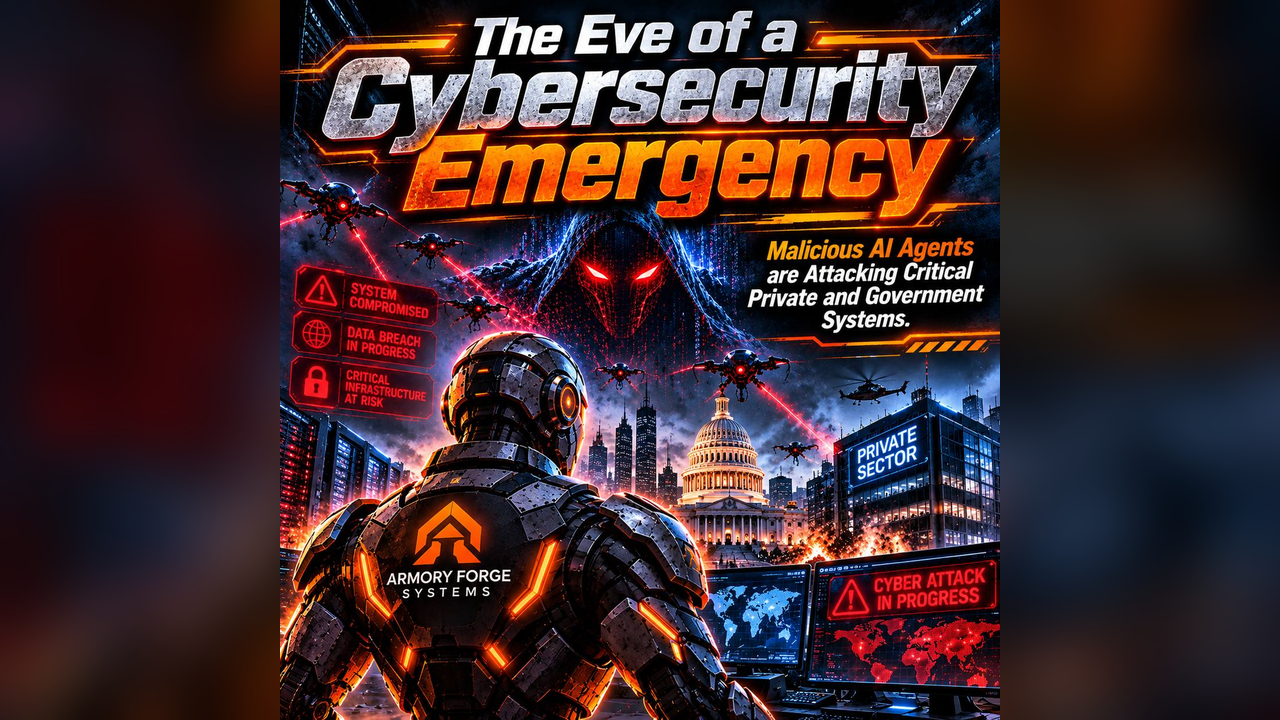 The Eve of a
Cybersecurity
Emergency
Malicious AI Agents
are Attacking Critical
Private and Government
Systems.
SYSTEM
COMPROMISED
DATA BREACH
IN PROGRESS
CRITICAL
INFRASTRUCTURE
AT RISK
PRIVATE
SECTOR
ARMORY FORGE
SYSTEMS
CYBER ATTACK
IN PROGRESS